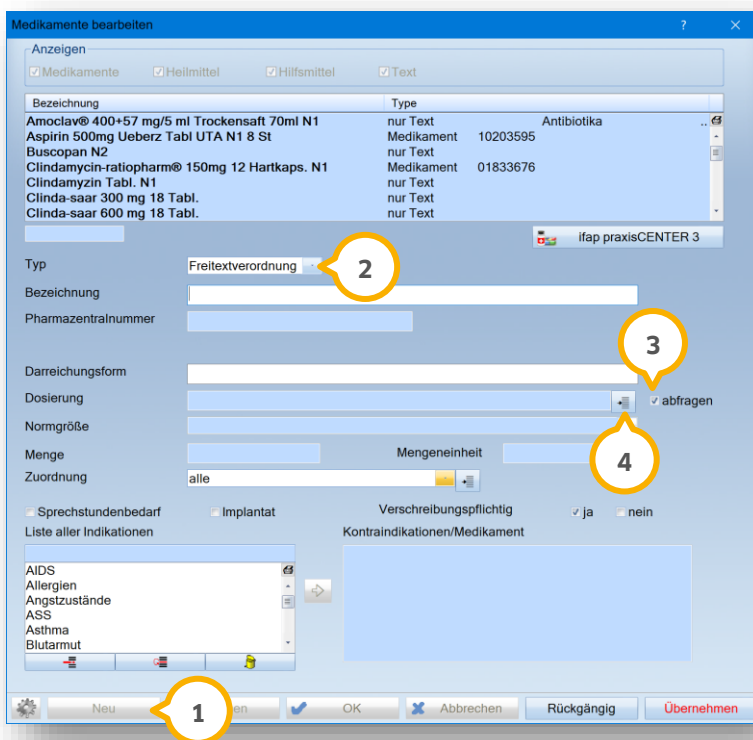 Medikamente bearbeiten ? ×
Anzeigen
Medikamente Heilmittel Hilfsmittel Text
Bezeichnung Type
Amoclav® 400+57 mg/5 ml Trockensaft 70ml N1 nur Text Antibiotika ..
Aspirin 500mg Ueberz Tabl UTA N1 8 St Medikament 10203595
Buscopan N2 nur Text
Clindamycin-ratiopharm® 150mg 12 Hartkaps. N1 Medikament 01833676
Clindamyzin Tabl. N1 nur Text
Clinda-saar 300 mg 18 Tabl. nur Text
Clinda-saar 600 mg 18 Tabl. nur Text
ifap praxisCENTER 3
Typ Freitextverordnung 2
Bezeichnung
Pharmazentralnummer
3
Darreichungsform
Dosierung abfragen
Normgröße
Menge Mengeneinheit 4
Zuordnung alle
Sprechstundenbedarf Implantat Verschreibungspflichtig ja nein
Liste aller Indikationen Kontraindikationen/Medikament
AIDS
Allergien
Angstzustände
ASS
Asthma
Blutarmut
Neu 1 en OK Abbrechen Rückgängig Übernehmen